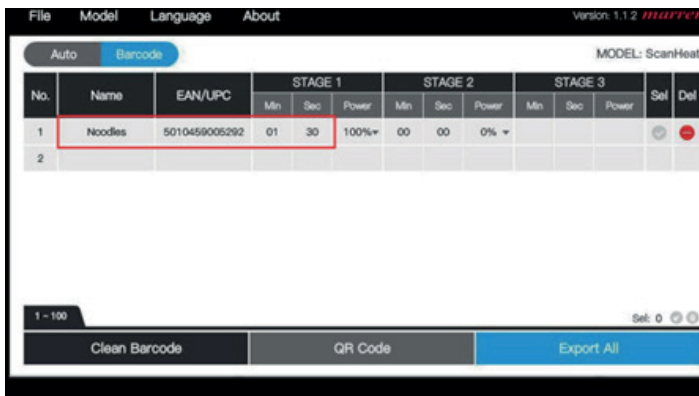 File Model Language About Version: 1.1.2 marren
Auto Barcode MODEL: ScanHeat
No. Name EAN/UPC STAGE 1 STAGE 2 STAGE 3 Sel Del
Min Sec Power Min Sec Power Min Sec Power
1 Noodles 5010459005292 01 30 100% 00 00 0%
2
1 ~ 100 Sel: 0
Clean Barcode QR Code Export All